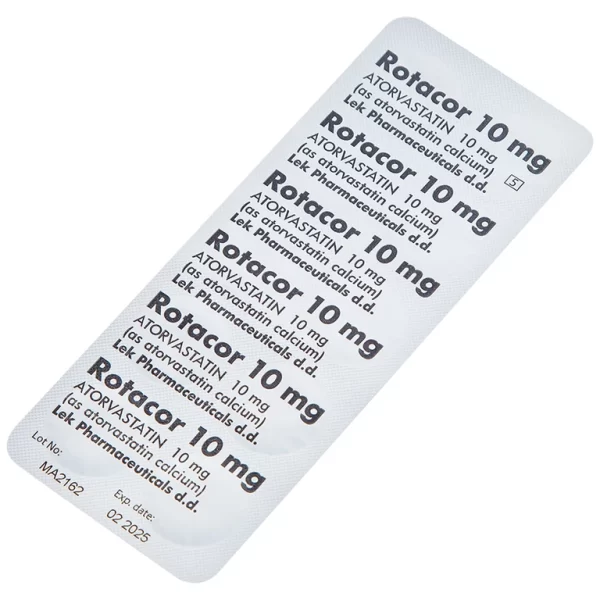 Rotacor 10 mg
ATORVASTATIN 10 mg
(as atorvastatin calcium)
Lek Pharmaceuticals d.d.
Rotacor 10 mg
ATORVASTATIN 10 mg
(as atorvastatin calcium)
Lek Pharmaceuticals d.d.
5
Rotacor 10 mg
ATORVASTATIN 10 mg
(as atorvastatin calcium)
Lek Pharmaceuticals d.d.
Rotacor 10 mg
ATORVASTATIN 10 mg
(as atorvastatin calcium)
Lek Pharmaceuticals d.d.
Rotacor 10 mg
ATORVASTATIN 10 mg
(as atorvastatin calcium)
Lek Pharmaceuticals d.d.
Rotacor 10 mg
ATORVASTATIN 10 mg
(as atorvastatin calcium)
Lek Pharmaceuticals d.d.
Lot No:
MA2162
Exp. date:
02 2025